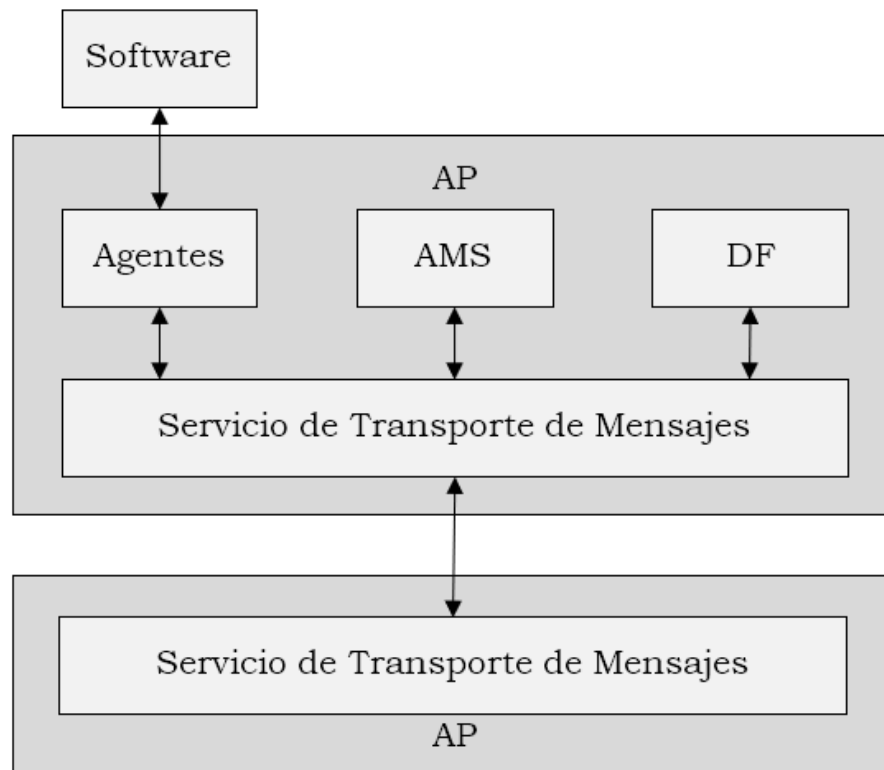 Software
AP
Agentes
AMS
DF
Servicio de Transporte de Mensajes
Servicio de Transporte de Mensajes
AP